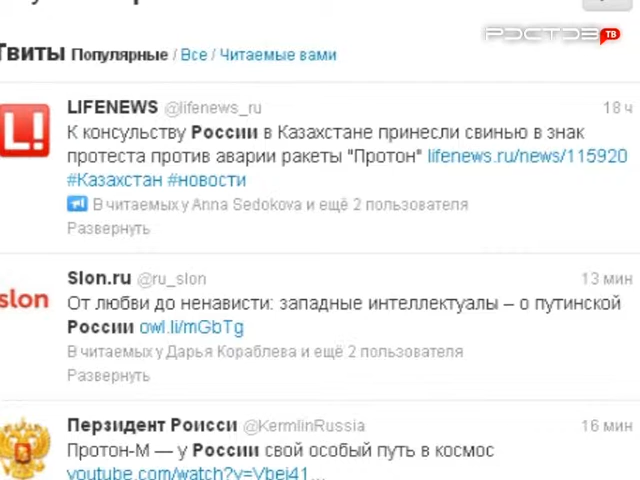 РОСТОВ ТВ
Твиты Популярные / Все / Читаемые вами
LIFENEWS @lifenews_ru 18 ч
L!
К консульству России в Казахстане принесли свинью в знак
протеста против аварии ракеты "Протон" lifenews.ru/news/115920
#Казахстан #новости
В читаемых у Anna Sedokova и ещё 2 пользователя
Развернуть
Slon.ru @ru_slon 13 мин
slon
От любви до ненависти: западные интеллектуалы – о путинской
России owl.li/mGbTg
В читаемых у Дарья Кораблева и ещё 2 пользователя
Развернуть
Перзидент Роисси @KermlinRussia 16 мин
Протон-М — у России свой особый путь в космос
youtube.com/watch?v=Vbej41...